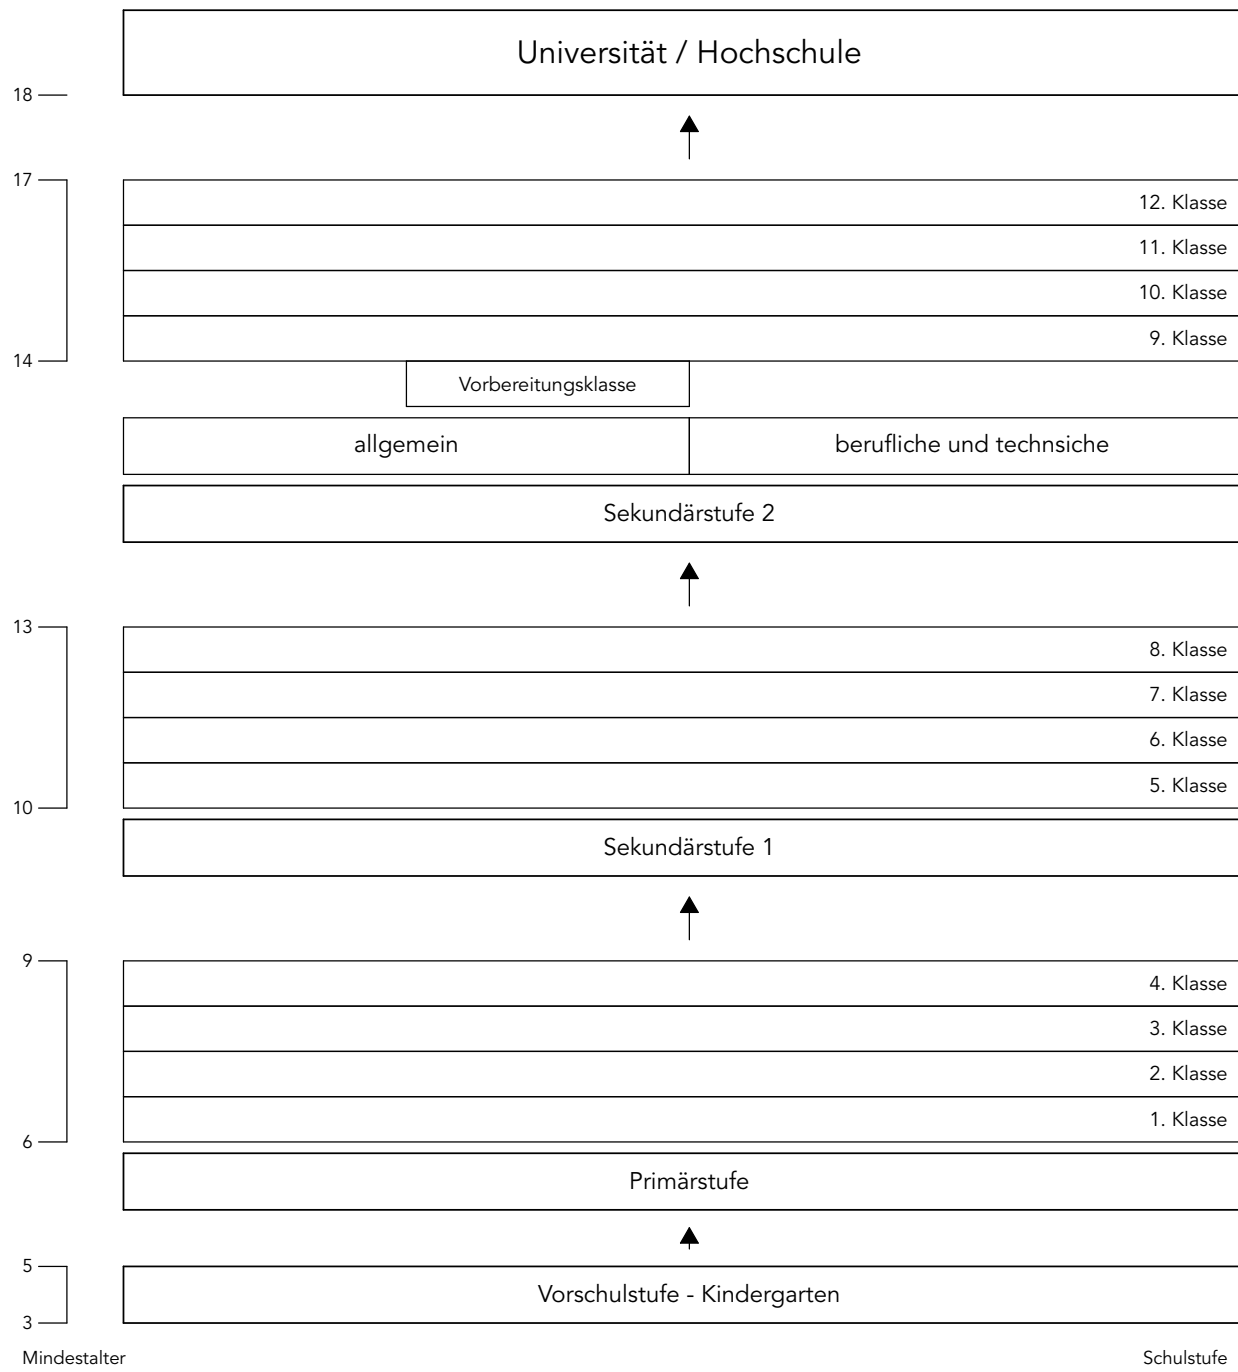 Universität / Hochschule
18
17
12. Klasse
11. Klasse
10. Klasse
9. Klasse
14
Vorbereitungsklasse
allgemein
berufliche und technsiche
Sekundärstufe 2
13
8. Klasse
7. Klasse
6. Klasse
5. Klasse
10
Sekundärstufe 1
9
4. Klasse
3. Klasse
2. Klasse
1. Klasse
6
Primärstufe
5
Vorschulstufe - Kindergarten
3
Mindestalter
Schulstufe